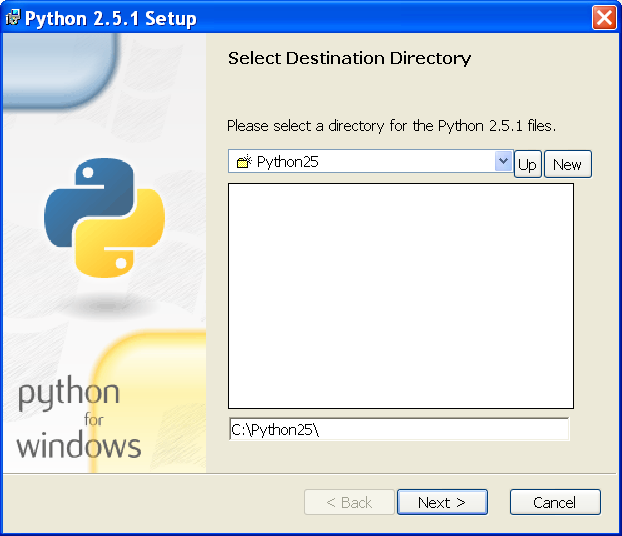 Python 2.5.1 Setup
Select Destination Directory
Please select a directory for the Python 2.5.1 files.
Python25
Up
New
C:\Python25\
python
for
windows
< Back
Next >
Cancel